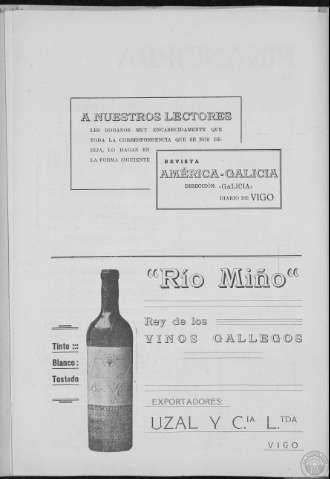 A NUESTROS LECTORES
LES ROGAMOS MUY ENCARECIDAMENTE QUE
TODA LA CORRESPONDENCIA QUE SE NOS DI-
RIJA, LO HAGAN EN
LA FORMA SIGUIENTE
REVISTA
AMÉRICA-GALICIA
DIRECCIÓN «GALICIA»
DIARIO DE VIGO
"Río Miño"
Rey de los
VINOS GALLEGOS
Tinto :::
Blanco :
Tostado
EXPORTADORES:
UZAL Y C.IA L.TDA
VIGO